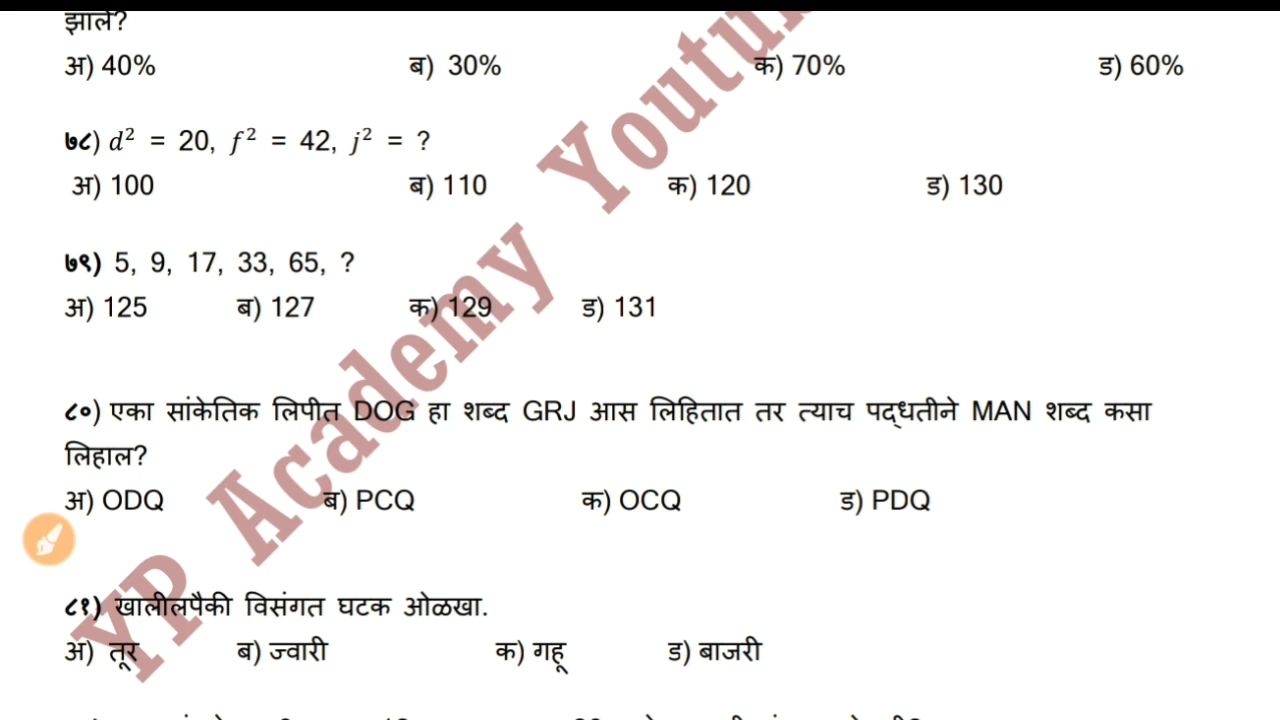 झाले?
अ) 40% ब) 30% क) 70% ड) 60%
७८) d² = 20, f² = 42, j² = ?
अ) 100 ब) 110 क) 120 ड) 130
७९) 5, 9, 17, 33, 65, ?
अ) 125 ब) 127 क) 129 ड) 131
८०) एका सांकेतिक लिपीत DOG हा शब्द GRJ आस लिहितात तर त्याच पद्धतीने MAN शब्द कसा
लिहाल?
अ) ODQ ब) PCQ क) OCQ ड) PDQ
८१) खालीलपैकी विसंगत घटक ओळखा.
अ) तूर ब) ज्वारी क) गहू ड) बाजरी
YP Academy Youtu